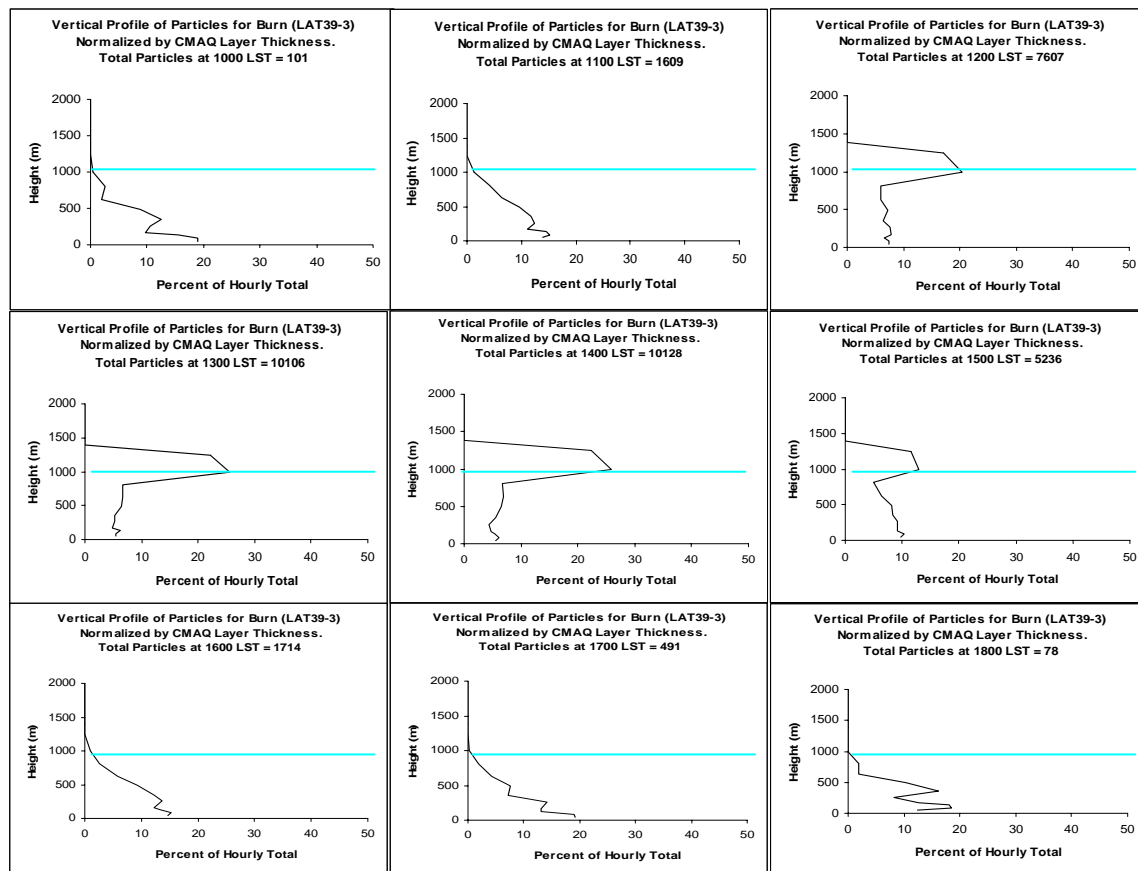 Vertical Profile of Particles for Burn (LAT39-3)
Normalized by CMAQ Layer Thickness.
Total Particles at 1000 LST = 101
2000
1500
1000
500
0
Height (m)
0 10 20 30 40 50
Percent of Hourly Total
Vertical Profile of Particles for Burn (LAT39-3)
Normalized by CMAQ Layer Thickness.
Total Particles at 1100 LST = 1609
2000
1500
1000
500
0
Height (m)
0 10 20 30 40 50
Percent of Hourly Total
Vertical Profile of Particles for Burn (LAT39-3)
Normalized by CMAQ Layer Thickness.
Total Particles at 1200 LST = 7607
2000
1500
1000
500
0
Height (m)
0 10 20 30 40 50
Percent of Hourly Total
Vertical Profile of Particles for Burn (LAT39-3)
Normalized by CMAQ Layer Thickness.
Total Particles at 1300 LST = 10106
2000
1500
1000
500
0
Height (m)
0 10 20 30 40 50
Percent of Hourly Total
Vertical Profile of Particles for Burn (LAT39-3)
Normalized by CMAQ Layer Thickness.
Total Particles at 1400 LST = 10128
2000
1500
1000
500
0
Height (m)
0 10 20 30 40 50
Percent of Hourly Total
Vertical Profile of Particles for Burn (LAT39-3)
Normalized by CMAQ Layer Thickness.
Total Particles at 1500 LST = 5236
2000
1500
1000
500
0
Height (m)
0 10 20 30 40 50
Percent of Hourly Total
Vertical Profile of Particles for Burn (LAT39-3)
Normalized by CMAQ Layer Thickness.
Total Particles at 1600 LST = 1714
2000
1500
1000
500
0
Height (m)
0 10 20 30 40 50
Percent of Hourly Total
Vertical Profile of Particles for Burn (LAT39-3)
Normalized by CMAQ Layer Thickness.
Total Particles at 1700 LST = 491
2000
1500
1000
500
0
Height (m)
0 10 20 30 40 50
Percent of Hourly Total
Vertical Profile of Particles for Burn (LAT39-3)
Normalized by CMAQ Layer Thickness.
Total Particles at 1800 LST = 78
2000
1500
1000
500
0
Height (m)
0 10 20 30 40 50
Percent of Hourly Total